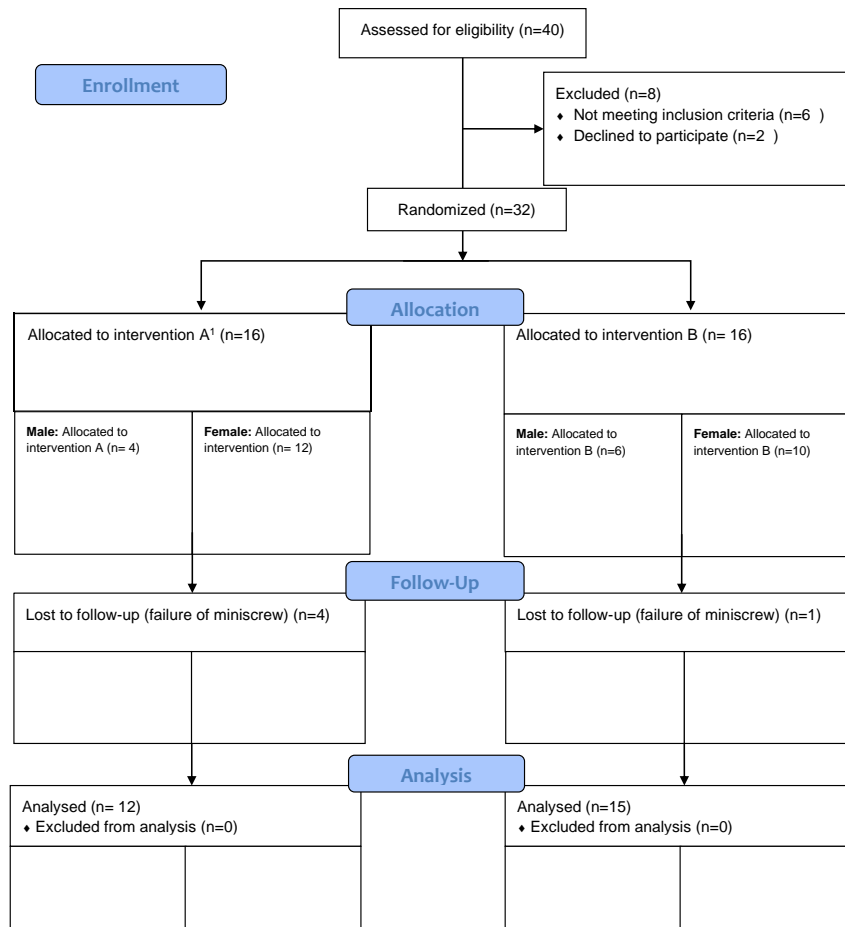 Assessed for eligibility (n=40)
Enrollment
Excluded (n=8)
♦ Not meeting inclusion criteria (n=6 )
♦ Declined to participate (n=2 )
Randomized (n=32)
Allocation
Allocated to intervention A¹ (n=16)
Allocated to intervention B (n= 16)
Male: Allocated to
intervention A (n= 4)
Female: Allocated to
intervention (n= 12)
Male: Allocated to
intervention B (n=6)
Female: Allocated to
intervention B (n=10)
Follow-Up
Lost to follow-up (failure of miniscrew) (n=4)
Lost to follow-up (failure of miniscrew) (n=1)
Analysis
Analysed (n= 12)
♦ Excluded from analysis (n=0)
Analysed (n=15)
♦ Excluded from analysis (n=0)